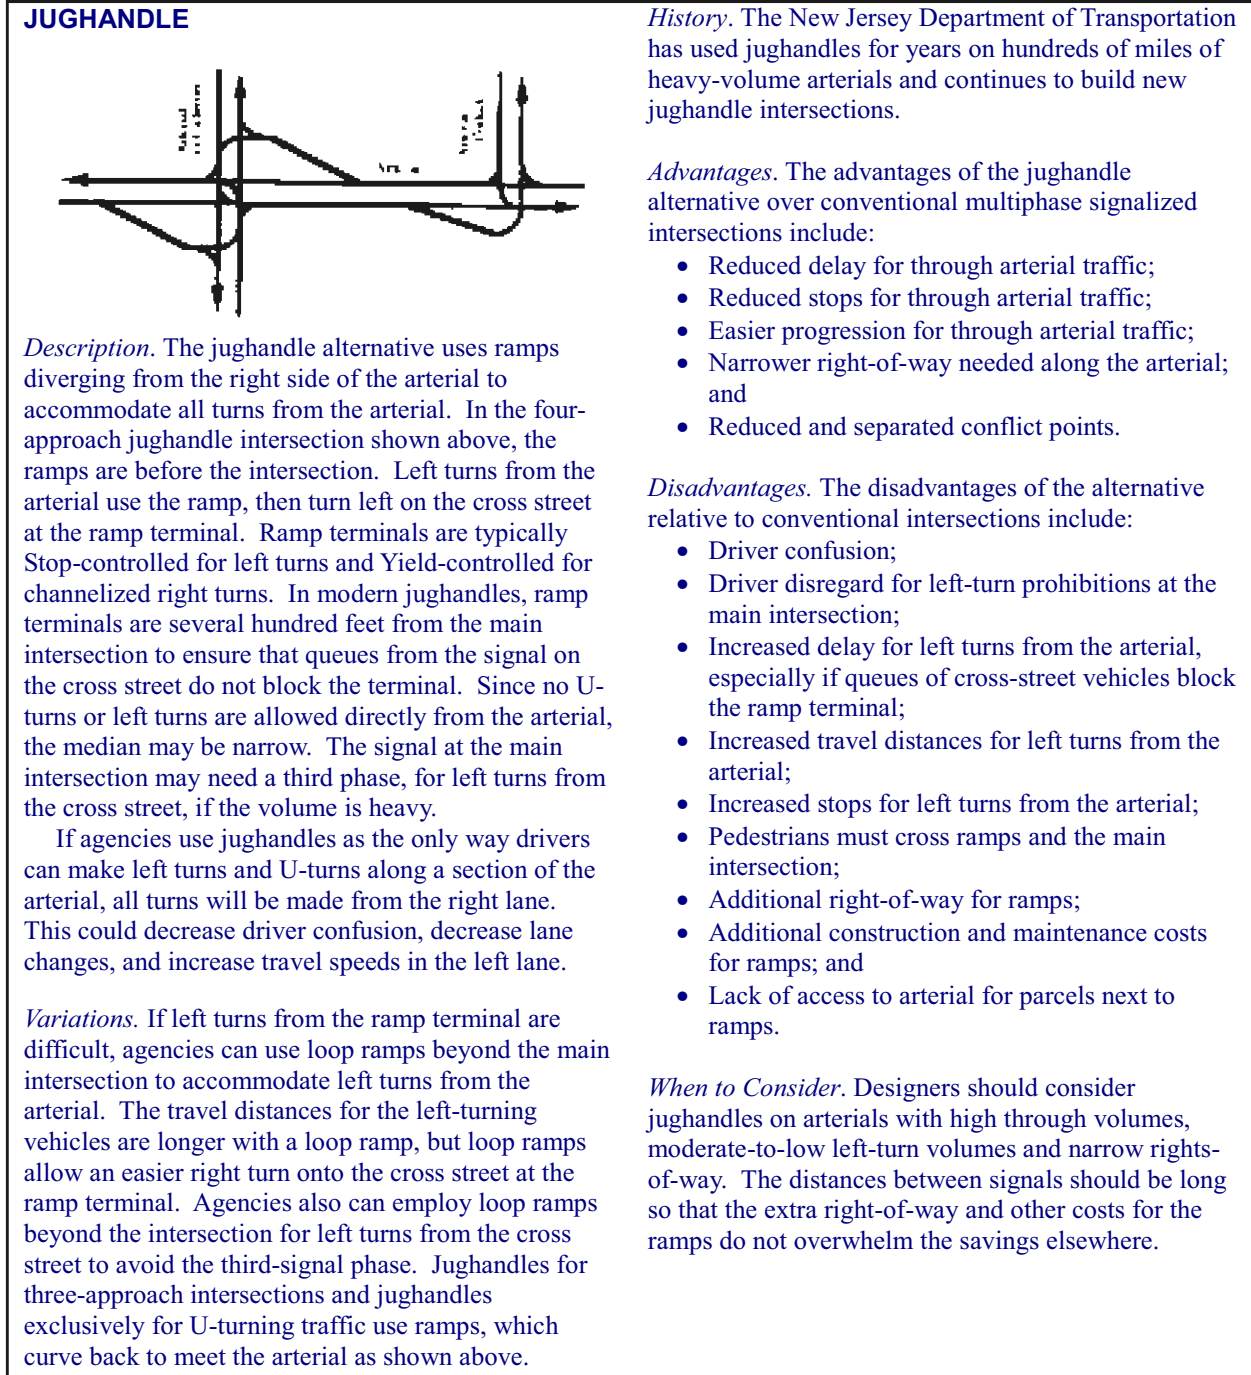 JUGHANDLE
Description. The jughandle alternative uses ramps
diverging from the right side of the arterial to
accommodate all turns from the arterial.  In the four-
approach jughandle intersection shown above, the
ramps are before the intersection.  Left turns from the
arterial use the ramp, then turn left on the cross street
at the ramp terminal.  Ramp terminals are typically
Stop-controlled for left turns and Yield-controlled for
channelized right turns.  In modern jughandles, ramp
terminals are several hundred feet from the main
intersection to ensure that queues from the signal on
the cross street do not block the terminal.  Since no U-
turns or left turns are allowed directly from the arterial,
the median may be narrow.  The signal at the main
intersection may need a third phase, for left turns from
the cross street, if the volume is heavy.
If agencies use jughandles as the only way drivers
can make left turns and U-turns along a section of the
arterial, all turns will be made from the right lane.
This could decrease driver confusion, decrease lane
changes, and increase travel speeds in the left lane.
Variations. If left turns from the ramp terminal are
difficult, agencies can use loop ramps beyond the main
intersection to accommodate left turns from the
arterial.  The travel distances for the left-turning
vehicles are longer with a loop ramp, but loop ramps
allow an easier right turn onto the cross street at the
ramp terminal.  Agencies also can employ loop ramps
beyond the intersection for left turns from the cross
street to avoid the third-signal phase.  Jughandles for
three-approach intersections and jughandles
exclusively for U-turning traffic use ramps, which
curve back to meet the arterial as shown above.
History. The New Jersey Department of Transportation
has used jughandles for years on hundreds of miles of
heavy-volume arterials and continues to build new
jughandle intersections.
Advantages. The advantages of the jughandle
alternative over conventional multiphase signalized
intersections include:
• Reduced delay for through arterial traffic;
• Reduced stops for through arterial traffic;
• Easier progression for through arterial traffic;
• Narrower right-of-way needed along the arterial;
and
• Reduced and separated conflict points.
Disadvantages. The disadvantages of the alternative
relative to conventional intersections include:
• Driver confusion;
• Driver disregard for left-turn prohibitions at the
main intersection;
• Increased delay for left turns from the arterial,
especially if queues of cross-street vehicles block
the ramp terminal;
• Increased travel distances for left turns from the
arterial;
• Increased stops for left turns from the arterial;
• Pedestrians must cross ramps and the main
intersection;
• Additional right-of-way for ramps;
• Additional construction and maintenance costs
for ramps; and
• Lack of access to arterial for parcels next to
ramps.
When to Consider. Designers should consider
jughandles on arterials with high through volumes,
moderate-to-low left-turn volumes and narrow rights-
of-way.  The distances between signals should be long
so that the extra right-of-way and other costs for the
ramps do not overwhelm the savings elsewhere.